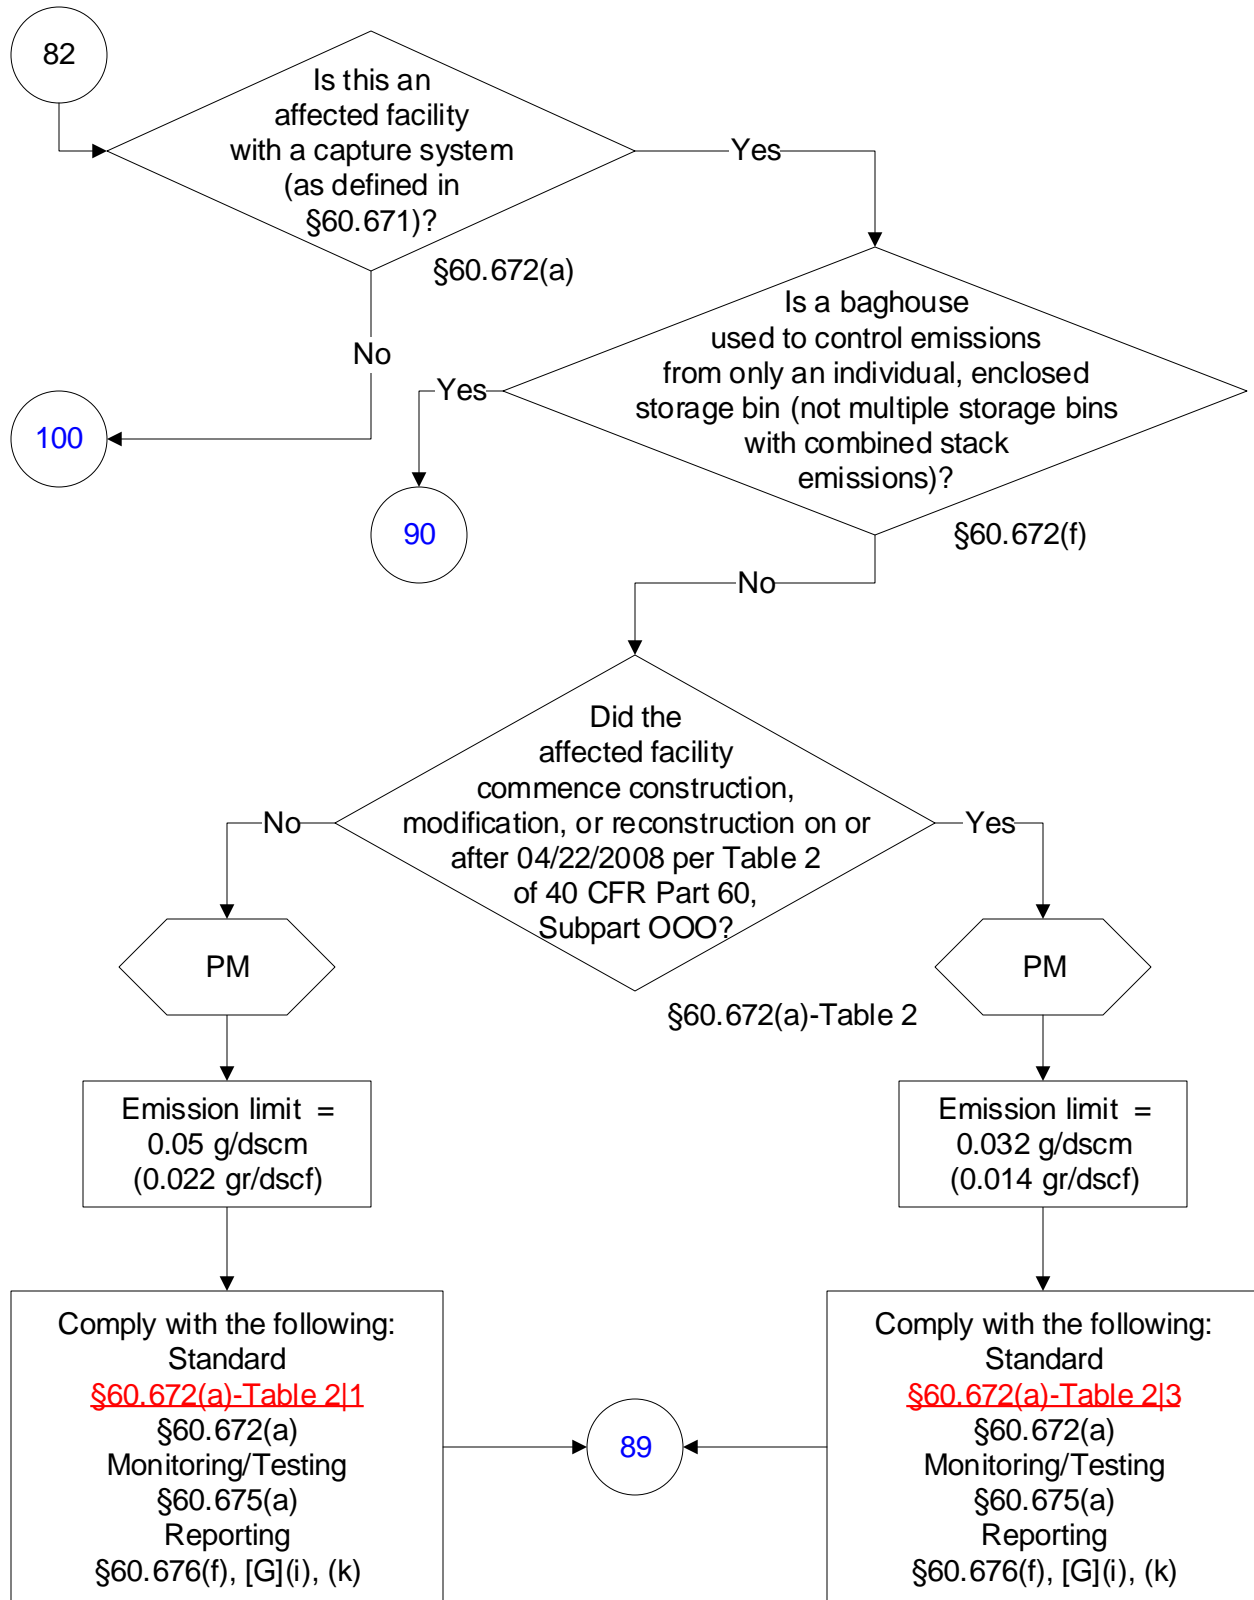 82
Is this an
affected facility
with a capture system
(as defined in
§60.671)?
Yes
§60.672(a)
No
100
Is a baghouse
used to control emissions
from only an individual, enclosed
storage bin (not multiple storage bins
with combined stack
emissions)?
Yes
90
§60.672(f)
No
Did the
affected facility
commence construction,
modification, or reconstruction on or
after 04/22/2008 per Table 2
of 40 CFR Part 60,
Subpart OOO?
No
Yes
§60.672(a)-Table 2
PM
PM
Emission limit =
0.05 g/dscm
(0.022 gr/dscf)
Emission limit =
0.032 g/dscm
(0.014 gr/dscf)
Comply with the following:
Standard
§60.672(a)-Table 2|1
§60.672(a)
Monitoring/Testing
§60.675(a)
Reporting
§60.676(f), [G](i), (k)
89
Comply with the following:
Standard
§60.672(a)-Table 2|3
§60.672(a)
Monitoring/Testing
§60.675(a)
Reporting
§60.676(f), [G](i), (k)